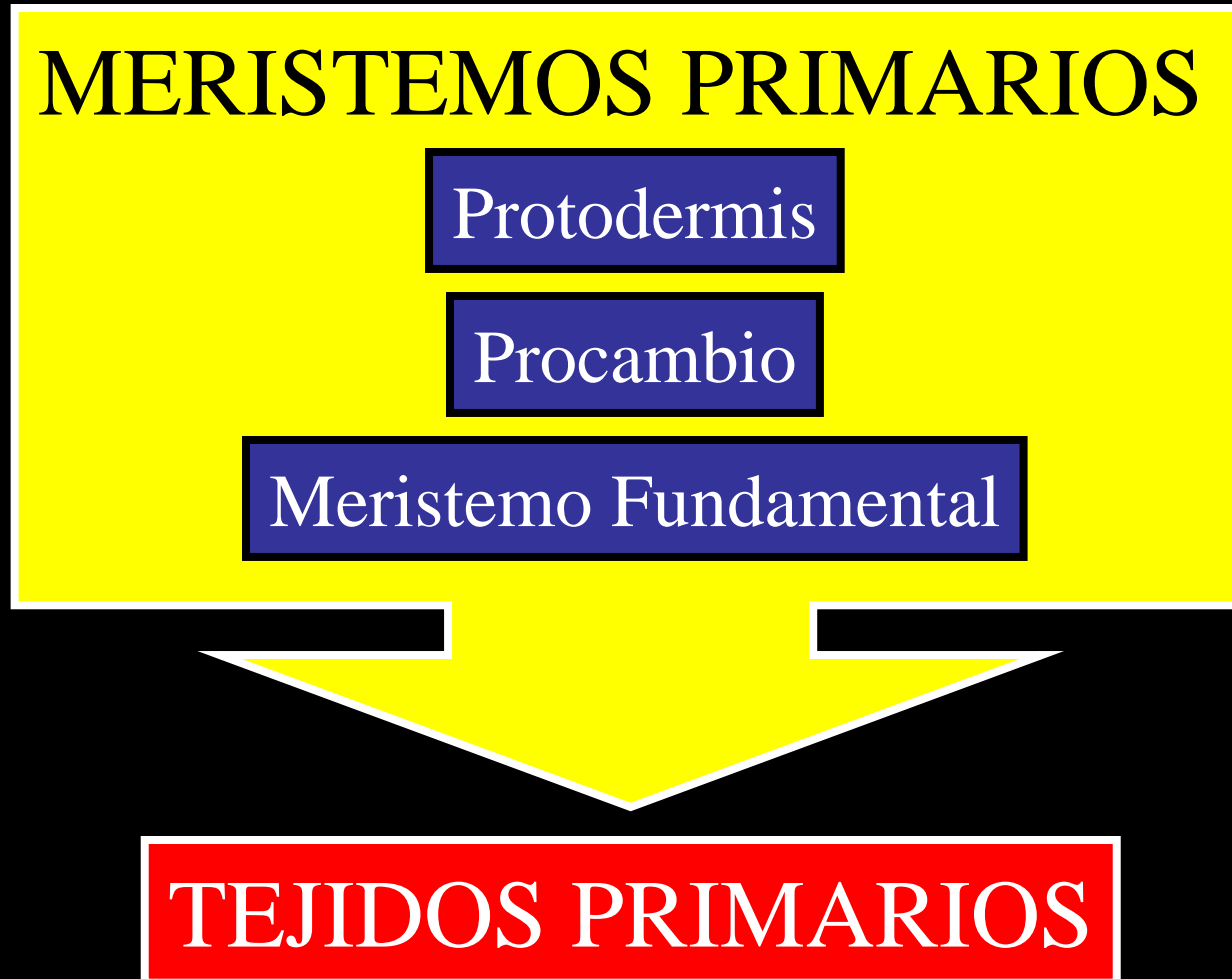 MERISTEMOS PRIMARIOS
Protodermis
Procambio
Meristemo Fundamental
TEJIDOS PRIMARIOS